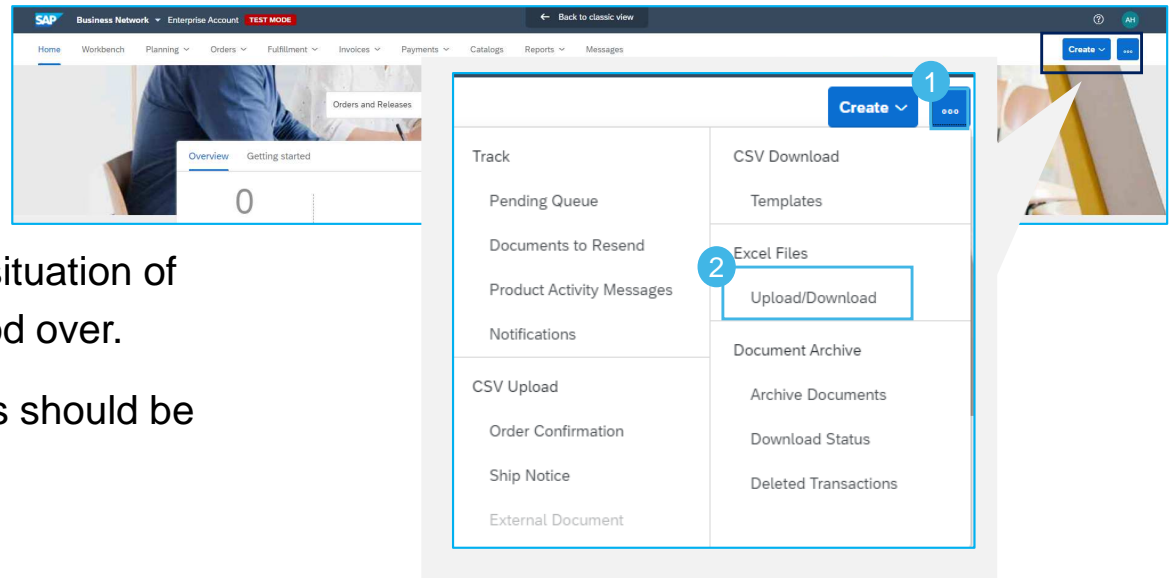 SAP Business Network Enterprise Account TEST MODE ← Back to classic view ? AH
Home Workbench Planning Orders Fulfillment Invoices Payments Catalogs Reports Messages Create ...
Orders and Releases
Overview Getting started
0
situation of
d over.
s should be
1
Create ...
Track
Pending Queue
Documents to Resend
Product Activity Messages
Notifications
CSV Upload
Order Confirmation
Ship Notice
External Document
CSV Download
Templates
Excel Files
2
Upload/Download
Document Archive
Archive Documents
Download Status
Deleted Transactions